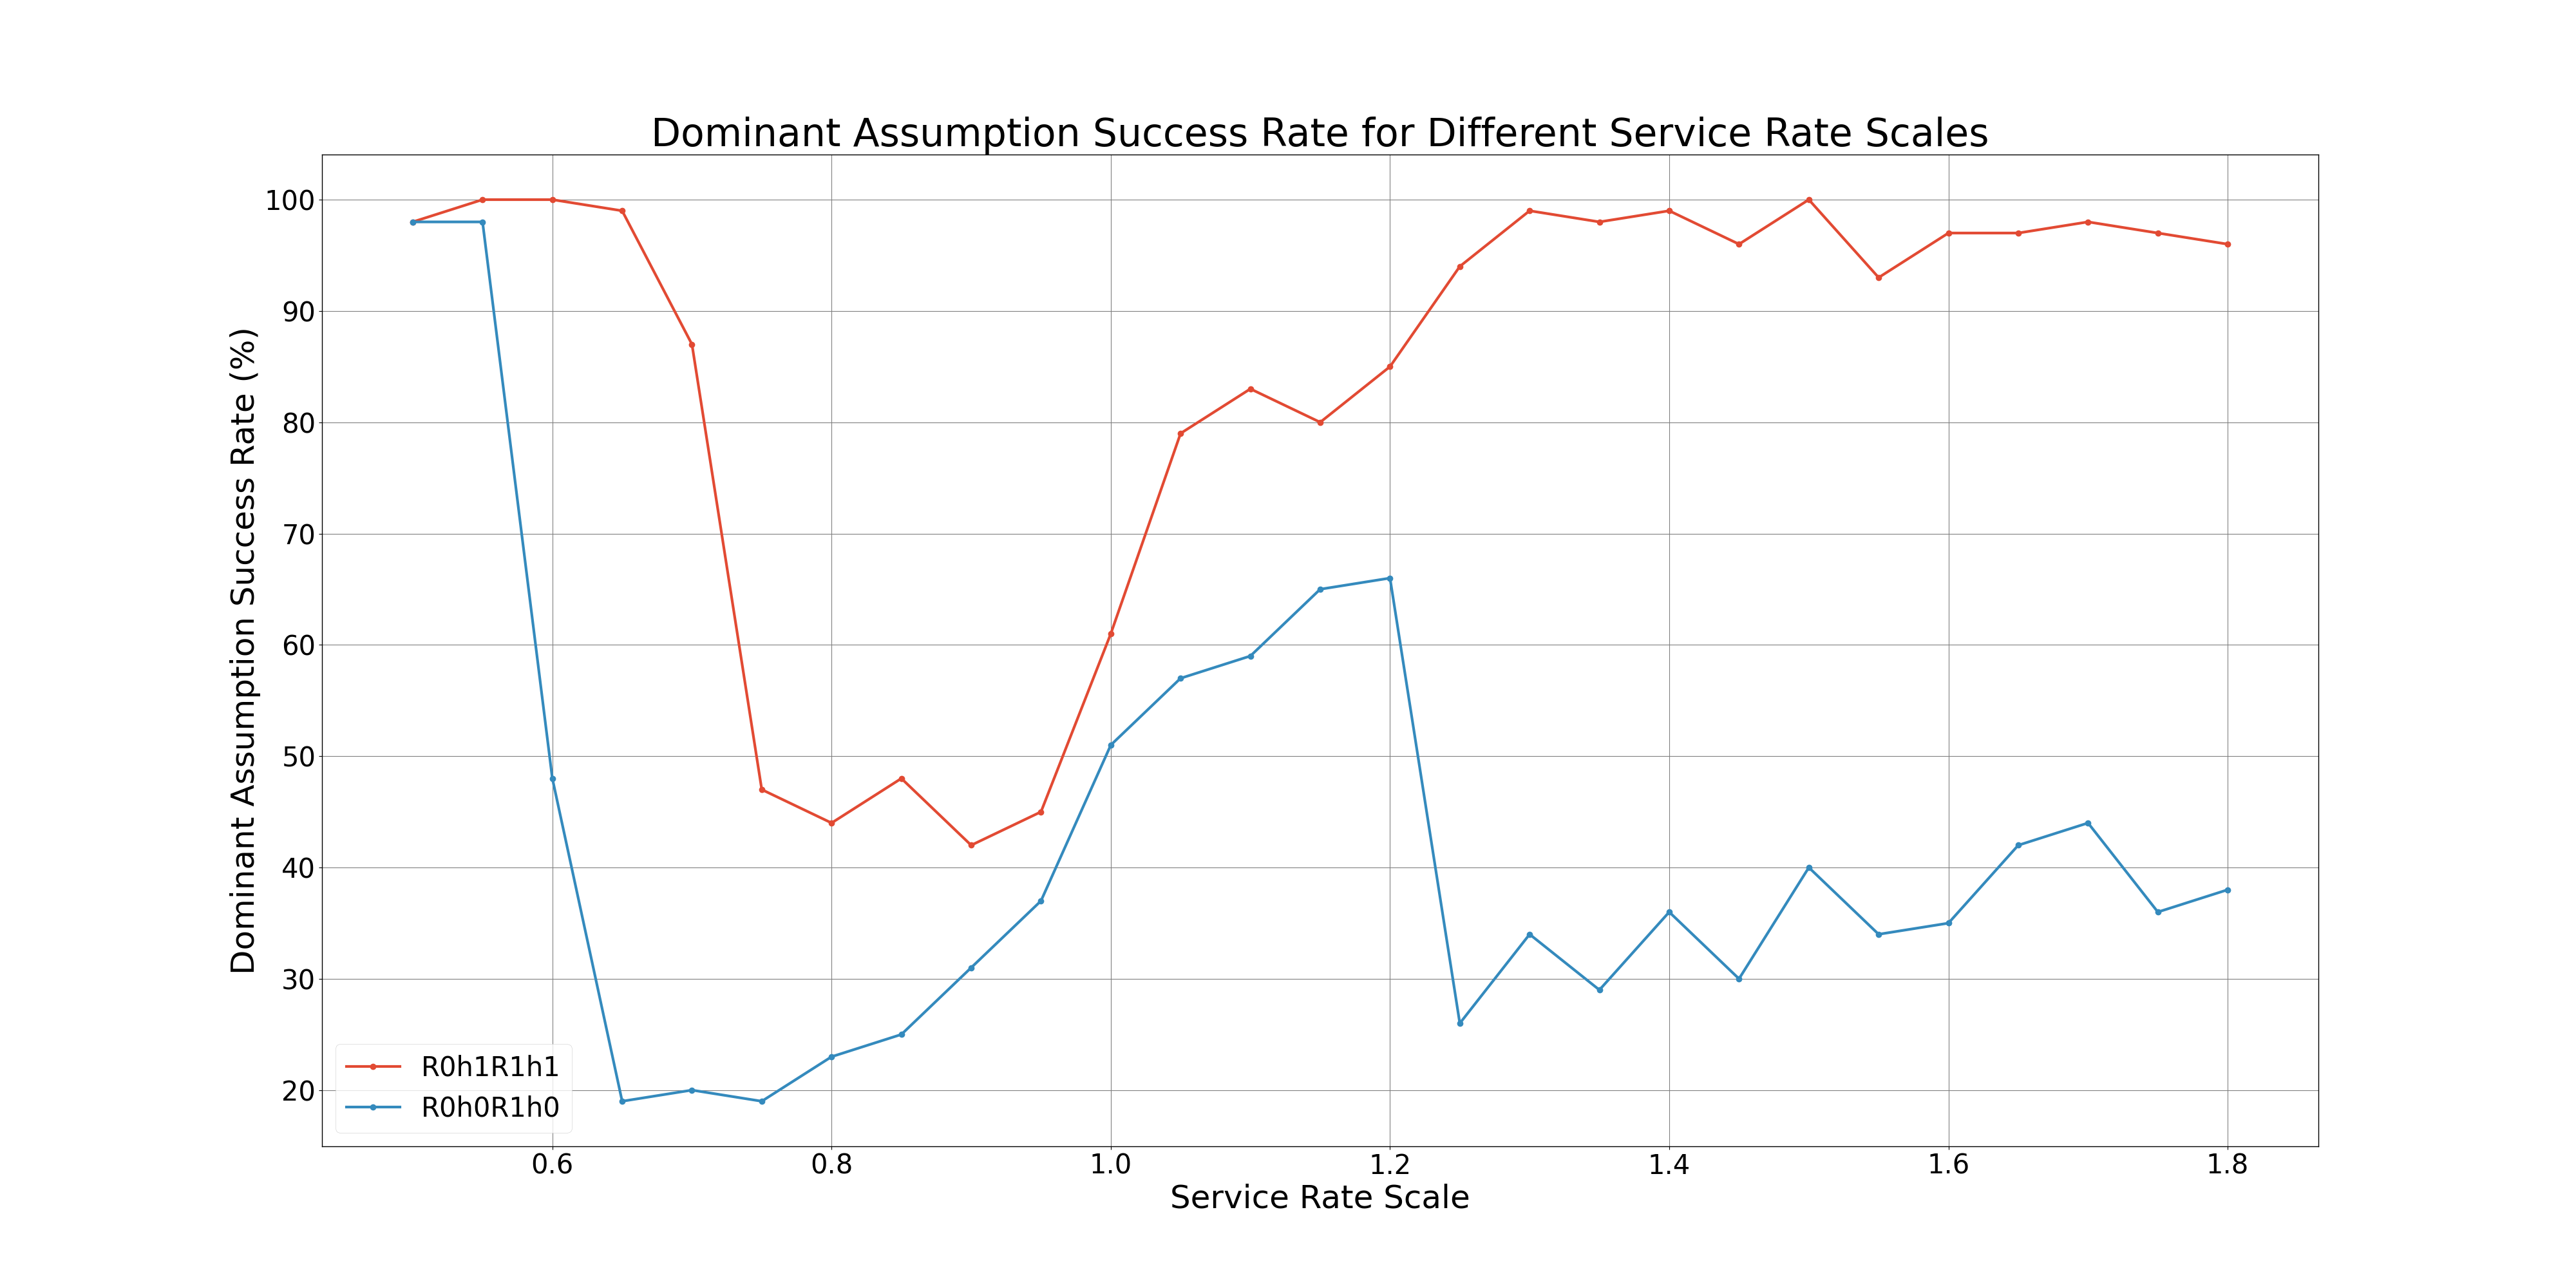 Dominant Assumption Success Rate for Different Service Rate Scales
Dominant Assumption Success Rate (%)
100
90
80
70
60
50
40
30
20
R0h1R1h1
R0h0R1h0
0.6 0.8 1.0 1.2 1.4 1.6 1.8
Service Rate Scale